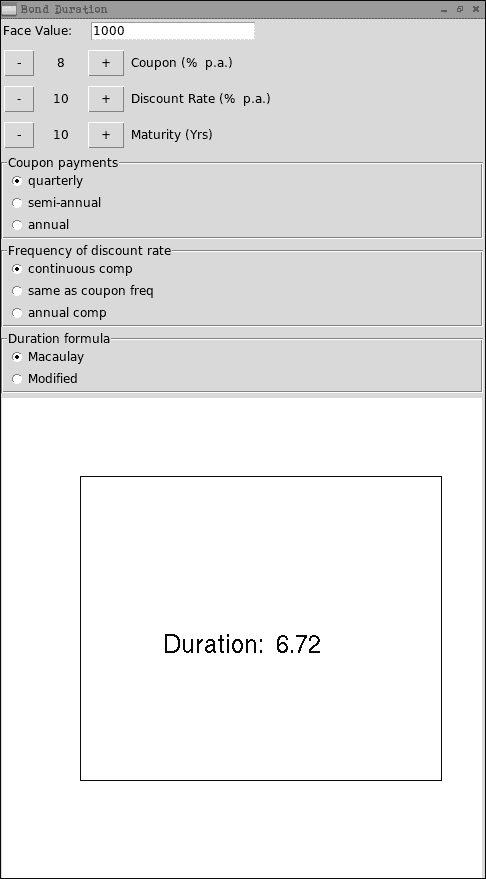 Bond Duration
Face Value: 1000
- 8 + Coupon (% p.a.)
- 10 + Discount Rate (% p.a.)
- 10 + Maturity (Yrs)
Coupon payments
quarterly
semi-annual
annual
Frequency of discount rate
continuous comp
same as coupon freq
annual comp
Duration formula
Macaulay
Modified
Duration: 6.72